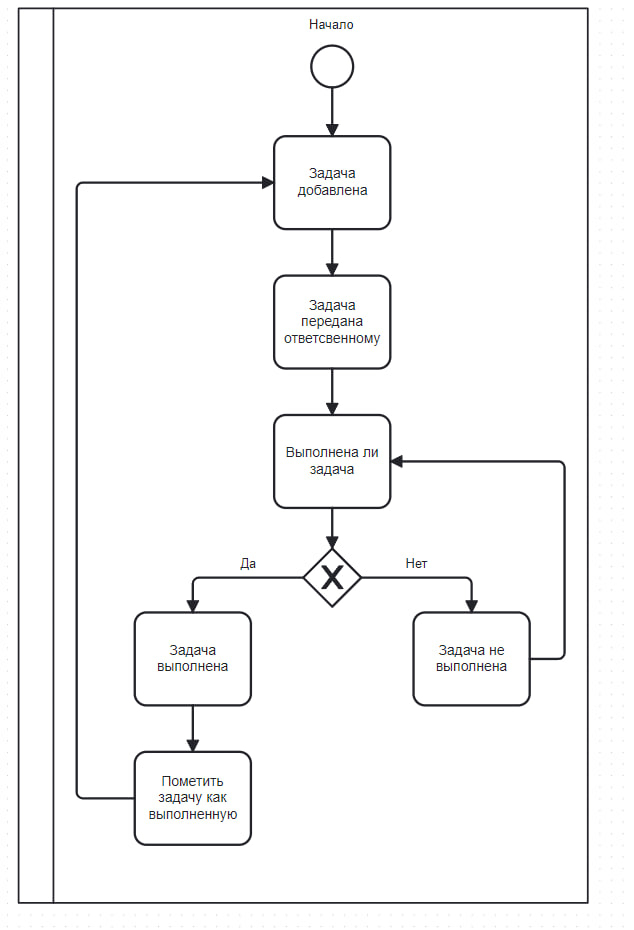 Начало
Задача
добавлена
Задача
передана
ответсвенному
Выполнена ли
задача
Да
Нет
Задача
выполнена
Задача не
выполнена
Пометить
задачу как
выполненную